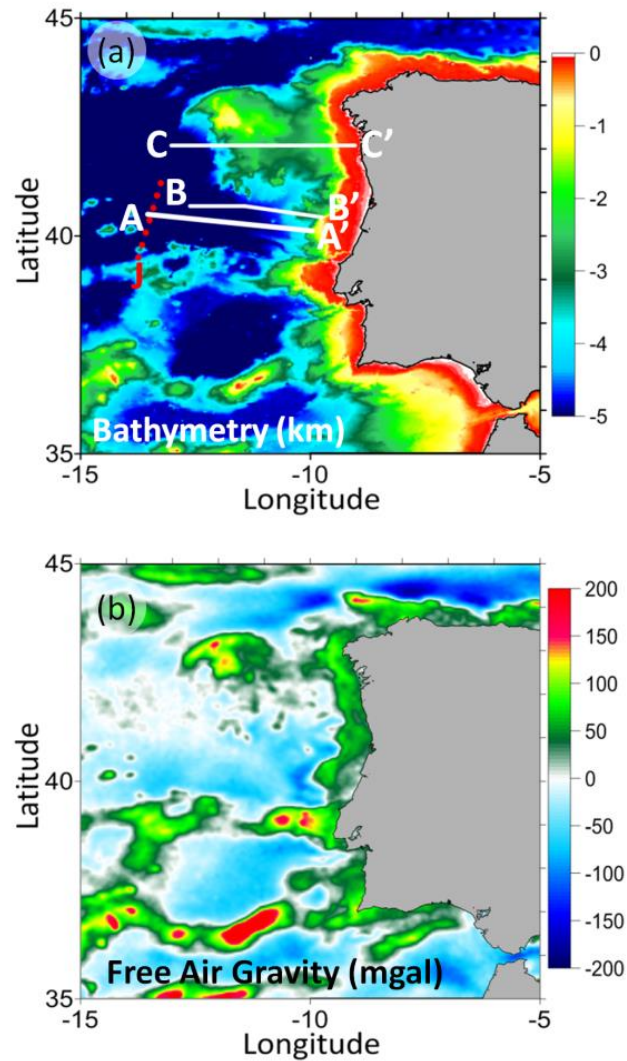 45
(a)
0
-1
C
C'
-2
B
A
B'
40
A'
-3
J
Latitude
-4
Bathymetry (km)
-5
35
-15
-10
-5
Longitude
45
(b)
200
150
100
50
Latitude
40
0
-50
-100
-150
Free Air Gravity (mgal)
-200
35
-15
-10
-5
Longitude